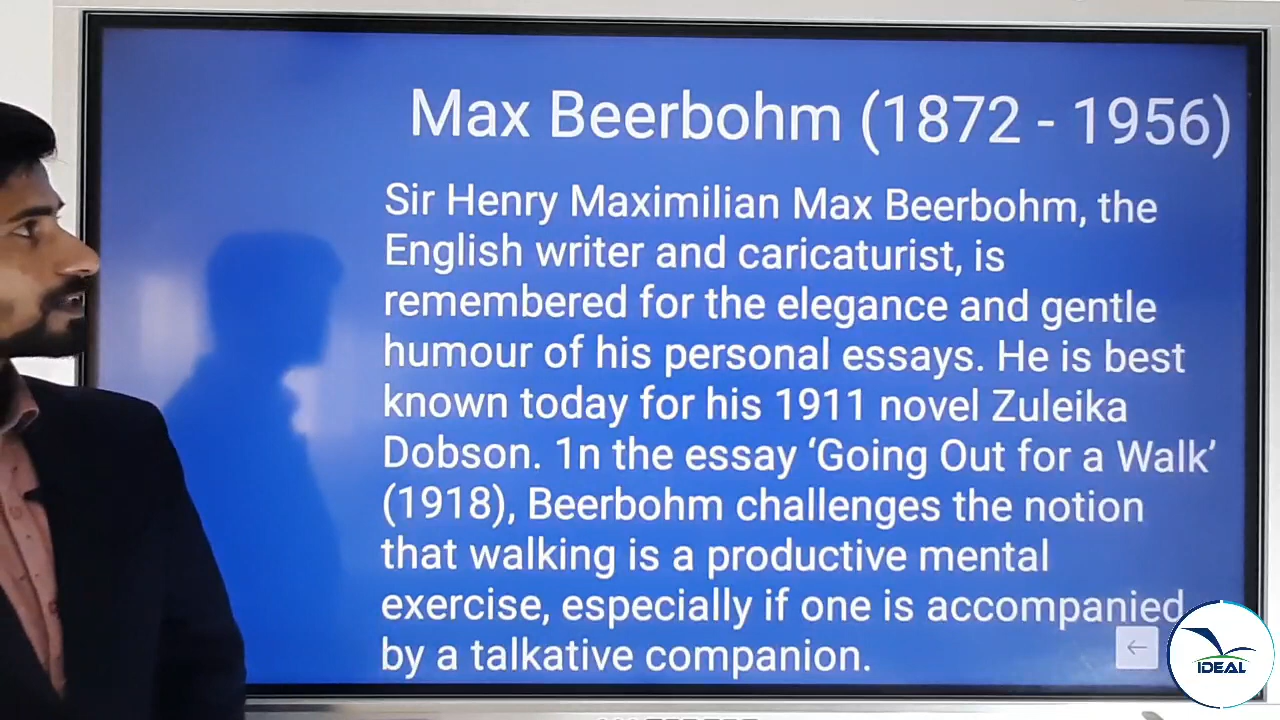 Max Beerbohm (1872 - 1956)
Sir Henry Maximilian Max Beerbohm, the
English writer and caricaturist, is
remembered for the elegance and gentle
humour of his personal essays. He is best
known today for his 1911 novel Zuleika
Dobson. 1n the essay ‘Going Out for a Walk’
(1918), Beerbohm challenges the notion
that walking is a productive mental
exercise, especially if one is accompanied
by a talkative companion.
IDEAL